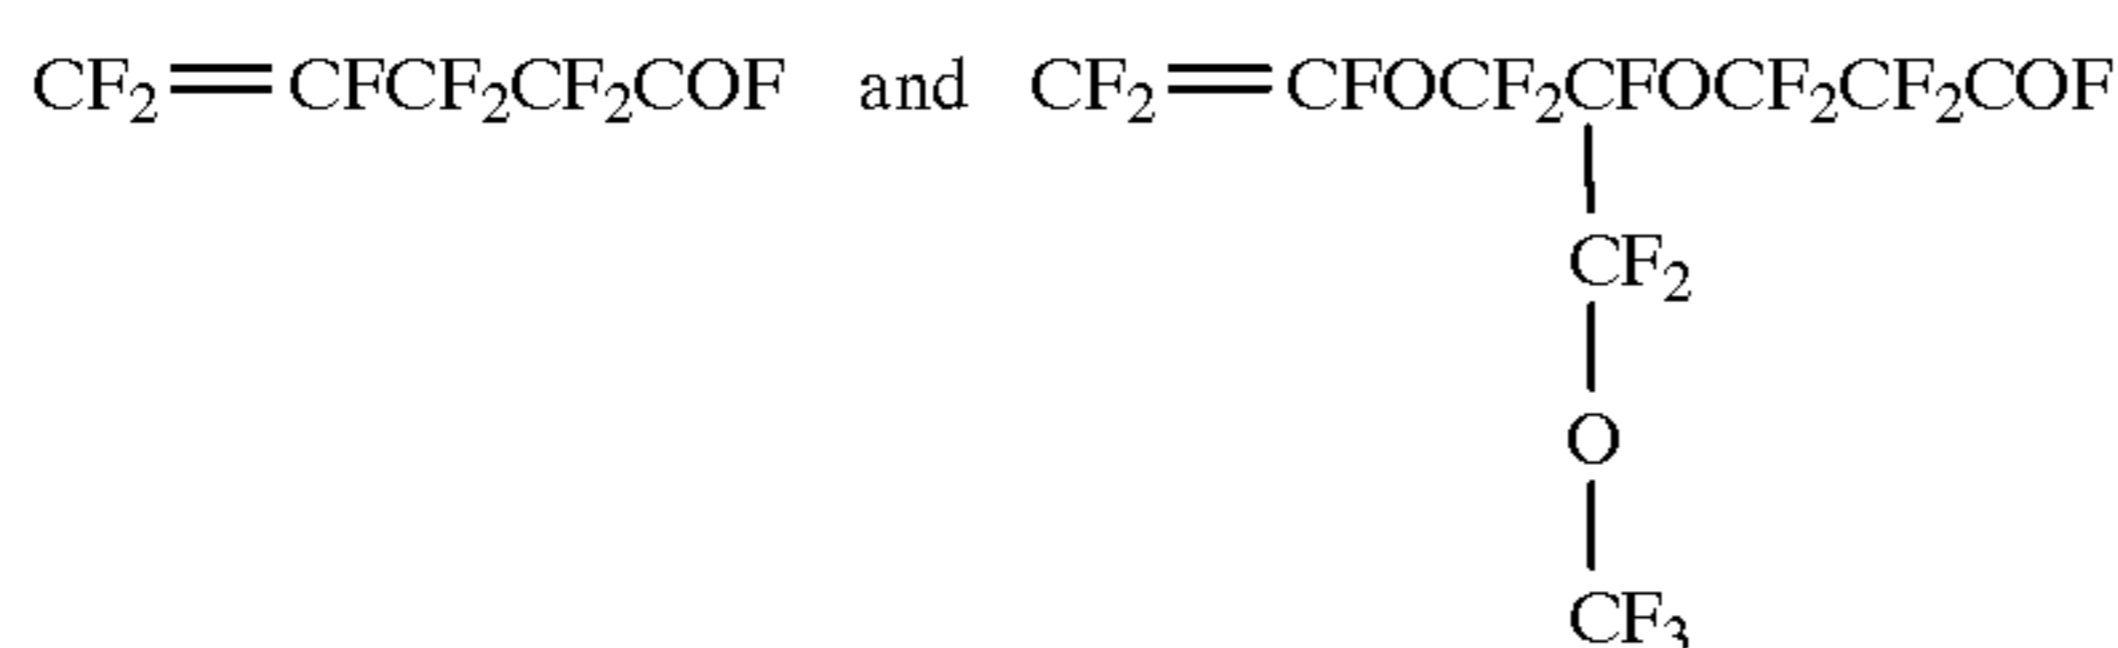 CF₂=CFCF₂CF₂COF and CF₂=CFOCF₂CFOCF₂CF₂COF
CF₂
O
CF₃